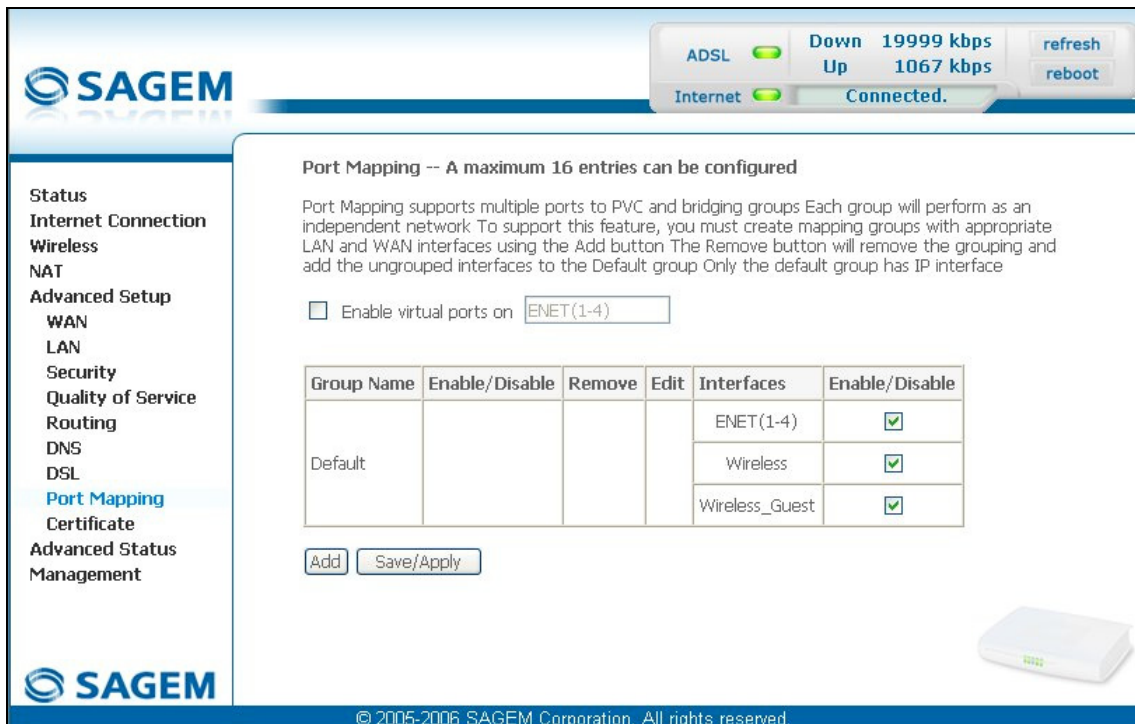 SAGEM
ADSL
Down 19999 kbps
Up 1067 kbps
refresh
reboot
Internet
Connected.
Status
Internet Connection
Wireless
NAT
Advanced Setup
WAN
LAN
Security
Quality of Service
Routing
DNS
DSL
Port Mapping
Certificate
Advanced Status
Management
Port Mapping -- A maximum 16 entries can be configured
Port Mapping supports multiple ports to PVC and bridging groups Each group will perform as an
independent network To support this feature, you must create mapping groups with appropriate
LAN and WAN interfaces using the Add button The Remove button will remove the grouping and
add the ungrouped interfaces to the Default group Only the default group has IP interface
Enable virtual ports on ENET(1-4)
Group Name Enable/Disable Remove Edit Interfaces Enable/Disable
Default
ENET(1-4)
Wireless
Wireless_Guest
Add Save/Apply
SAGEM
© 2005-2006 SAGEM Corporation. All rights reserved